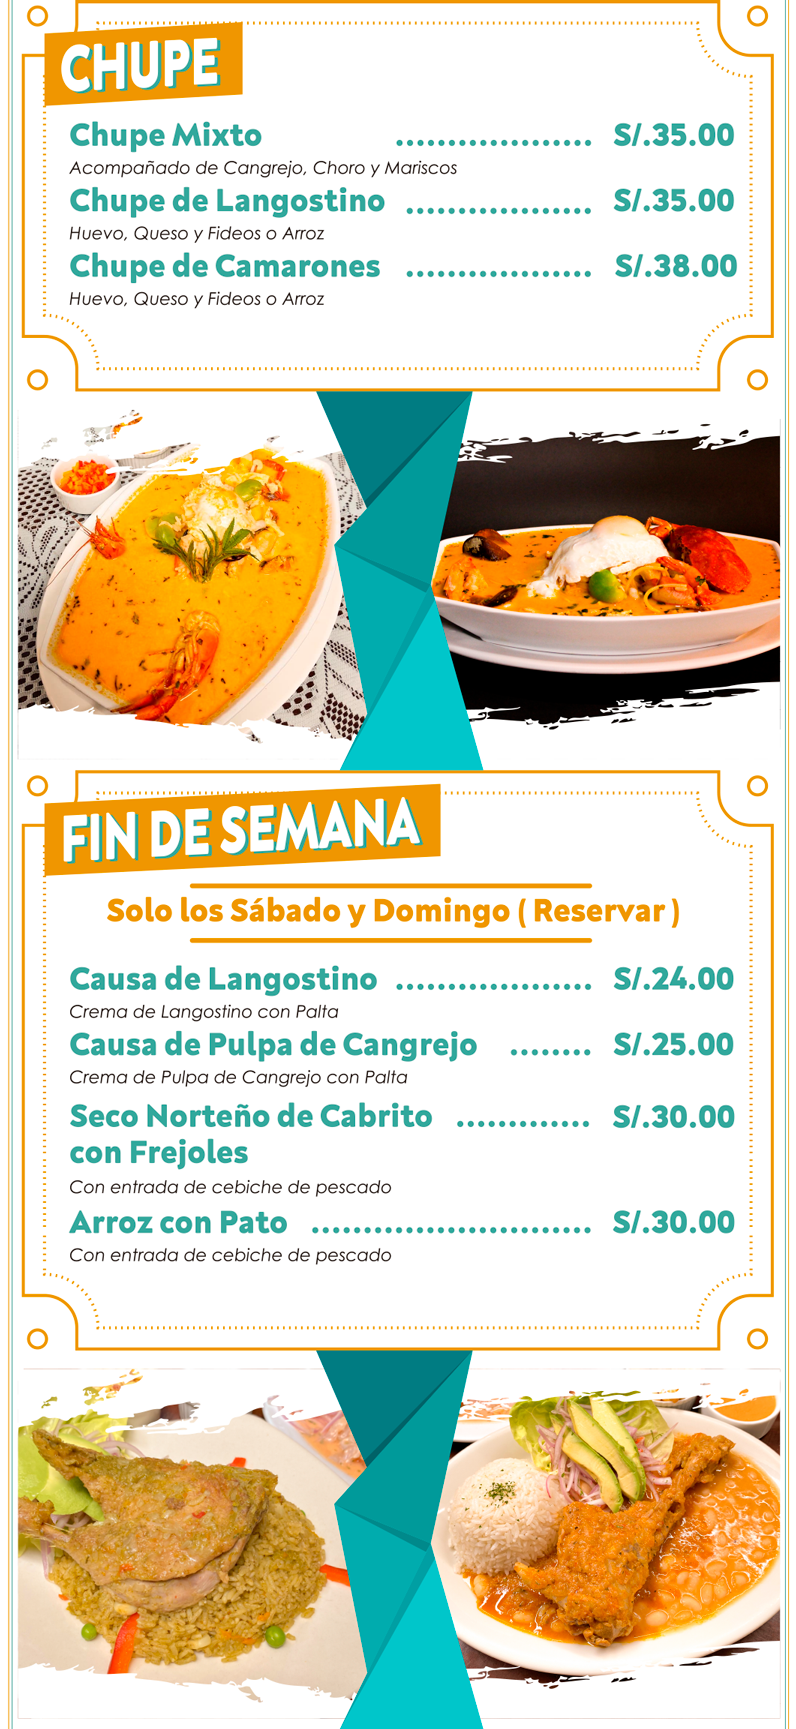 CHUPE
Chupe Mixto ................... S/.35.00
Acompañado de Cangrejo, Choro y Mariscos
Chupe de Langostino .................. S/.35.00
Huevo, Queso y Fideos o Arroz
Chupe de Camarones .................. S/.38.00
Huevo, Queso y Fideos o Arroz
FIN DE SEMANA
Solo los Sábado y Domingo ( Reservar )
Causa de Langostino ................... S/.24.00
Crema de Langostino con Palta
Causa de Pulpa de Cangrejo ........ S/.25.00
Crema de Pulpa de Cangrejo con Palta
Seco Norteño de Cabrito ............. S/.30.00
con Frejoles
Con entrada de cebiche de pescado
Arroz con Pato ........................... S/.30.00
Con entrada de cebiche de pescado